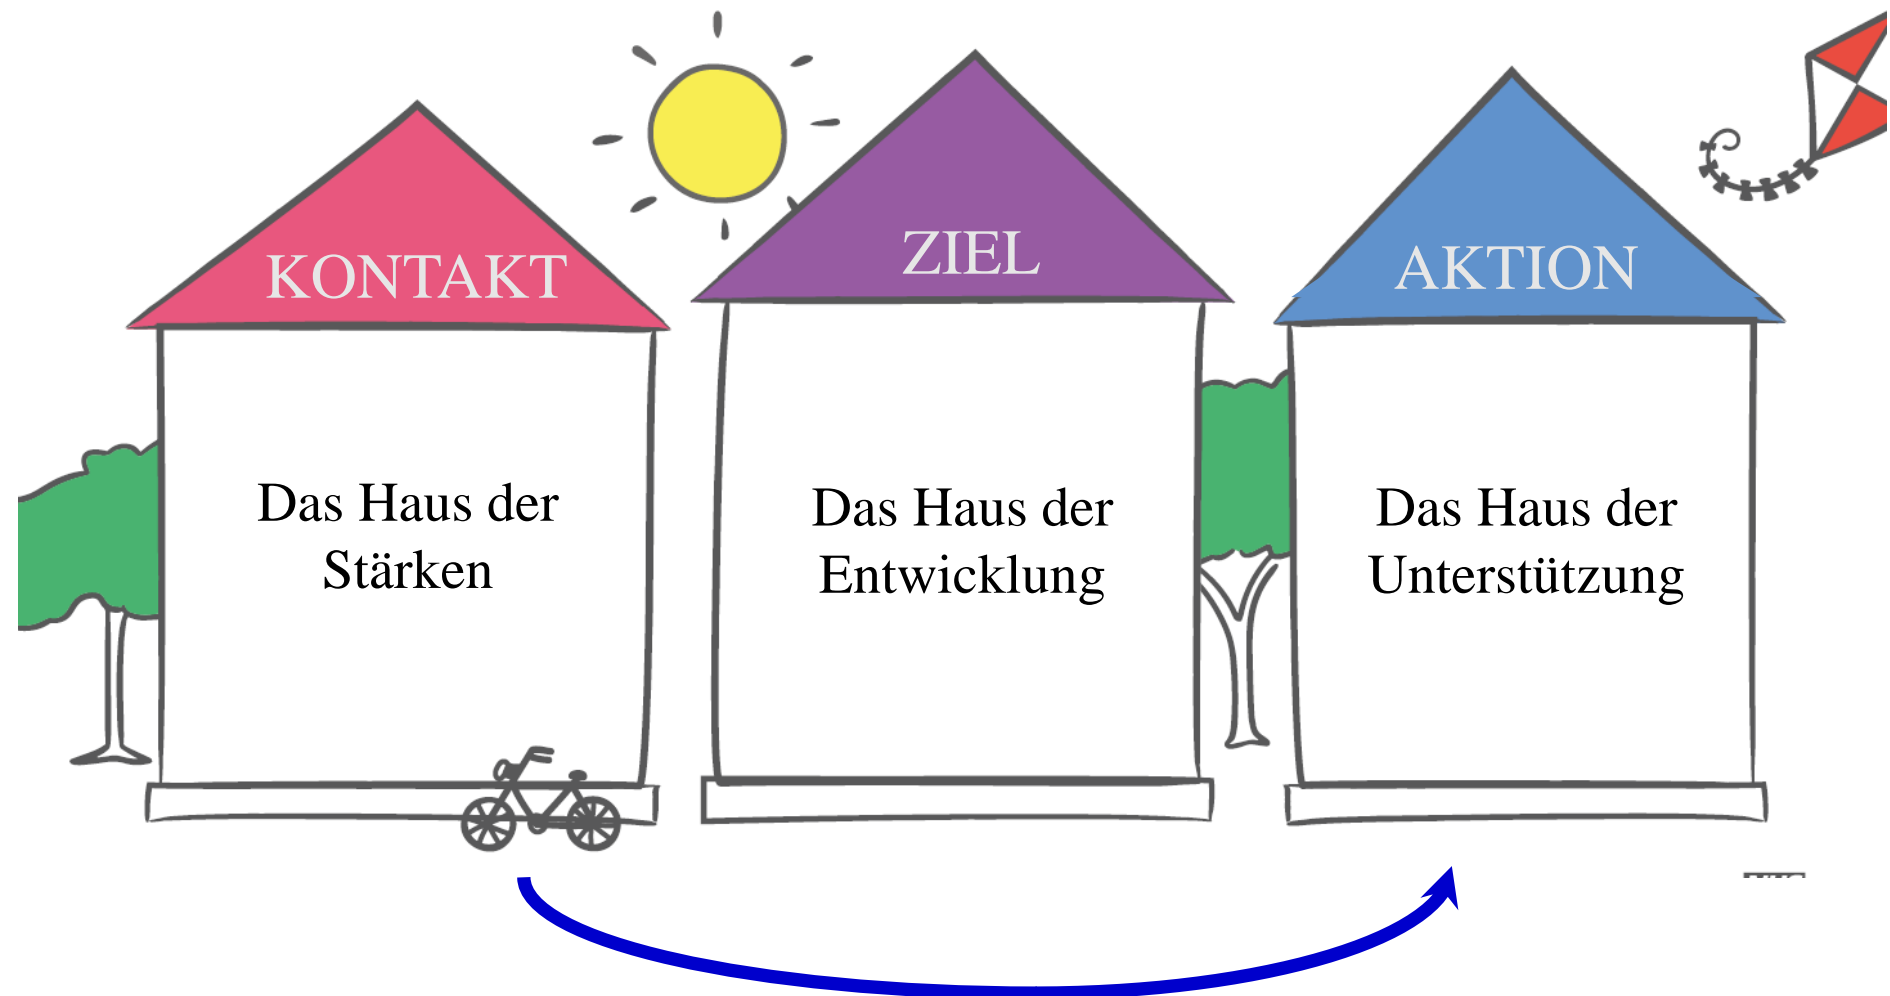 KONTAKT
ZIEL
AKTION
Das Haus der
Stärken
Das Haus der
Entwicklung
Das Haus der
Unterstützung